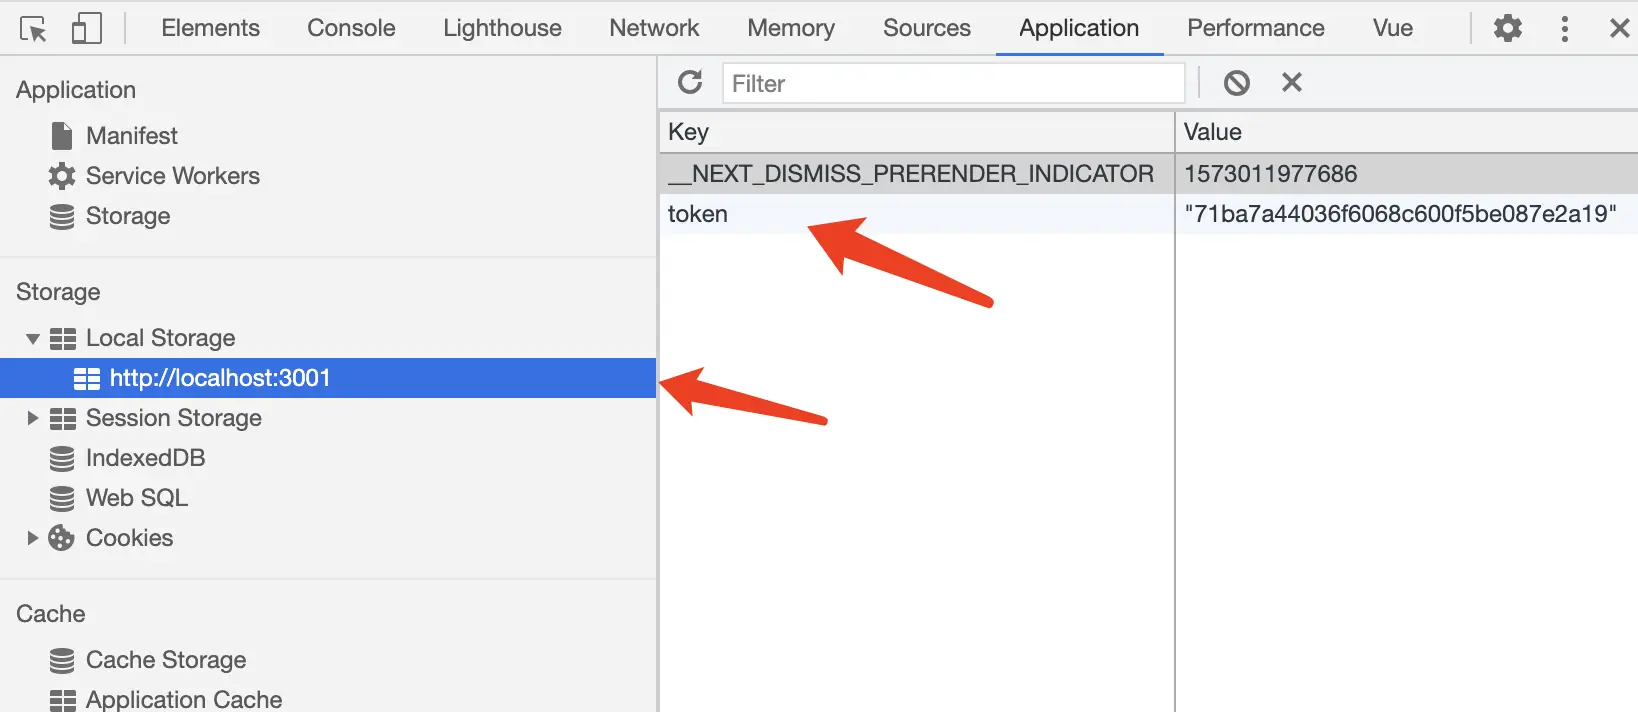 Elements Console Lighthouse Network Memory Sources Application Performance Vue
Application
Manifest
Service Workers
Storage
Storage
Local Storage
http://localhost:3001
Session Storage
IndexedDB
Web SQL
Cookies
Cache
Cache Storage
Application Cache
Filter
Key Value
__NEXT_DISMISS_PRERENDER_INDICATOR 1573011977686
token "71ba7a44036f6068c600f5be087e2a19"